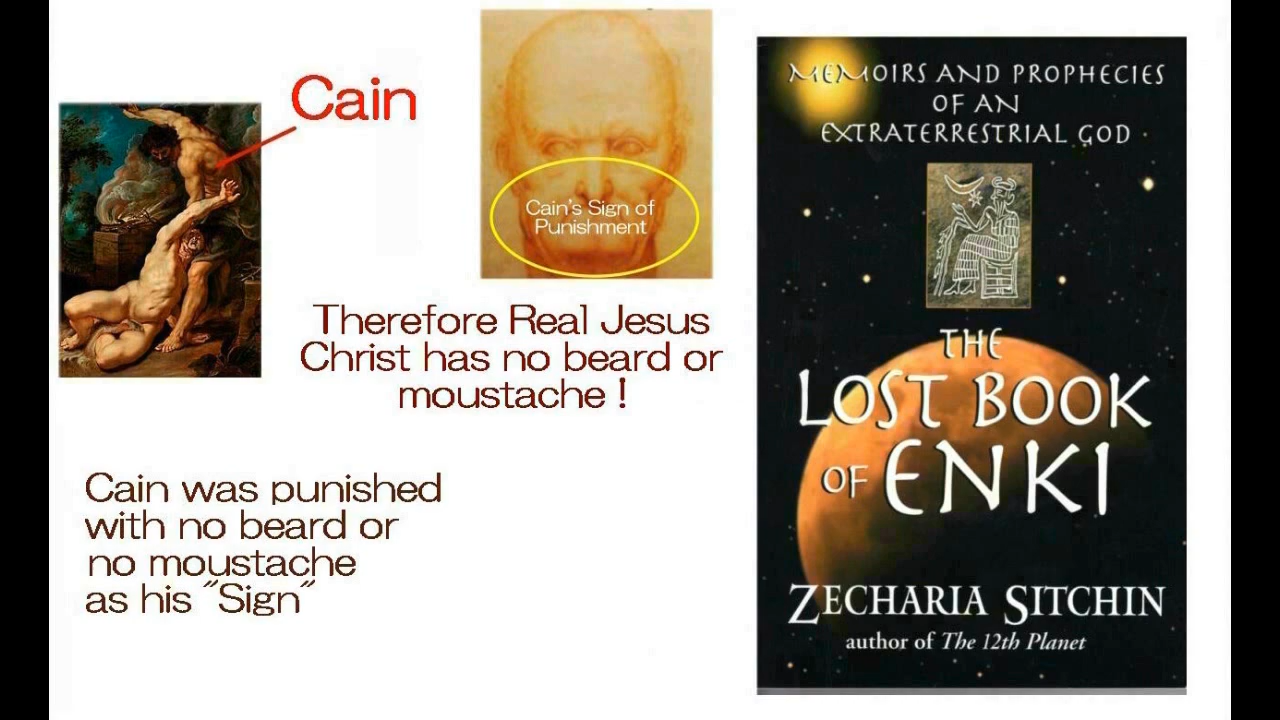 Cain
Cain's Sign of
Punishment
Therefore Real Jesus
Christ has no beard or
moustache !
Cain was punished
with no beard or
no moustache
as his "Sign"
MEMOIRS AND PROPHECIES
OF AN
EXTRATERRESTRIAL GOD
THE
LOST BOOK
OF ENKI
ZECHARIA SITCHIN
author of The 12th Planet